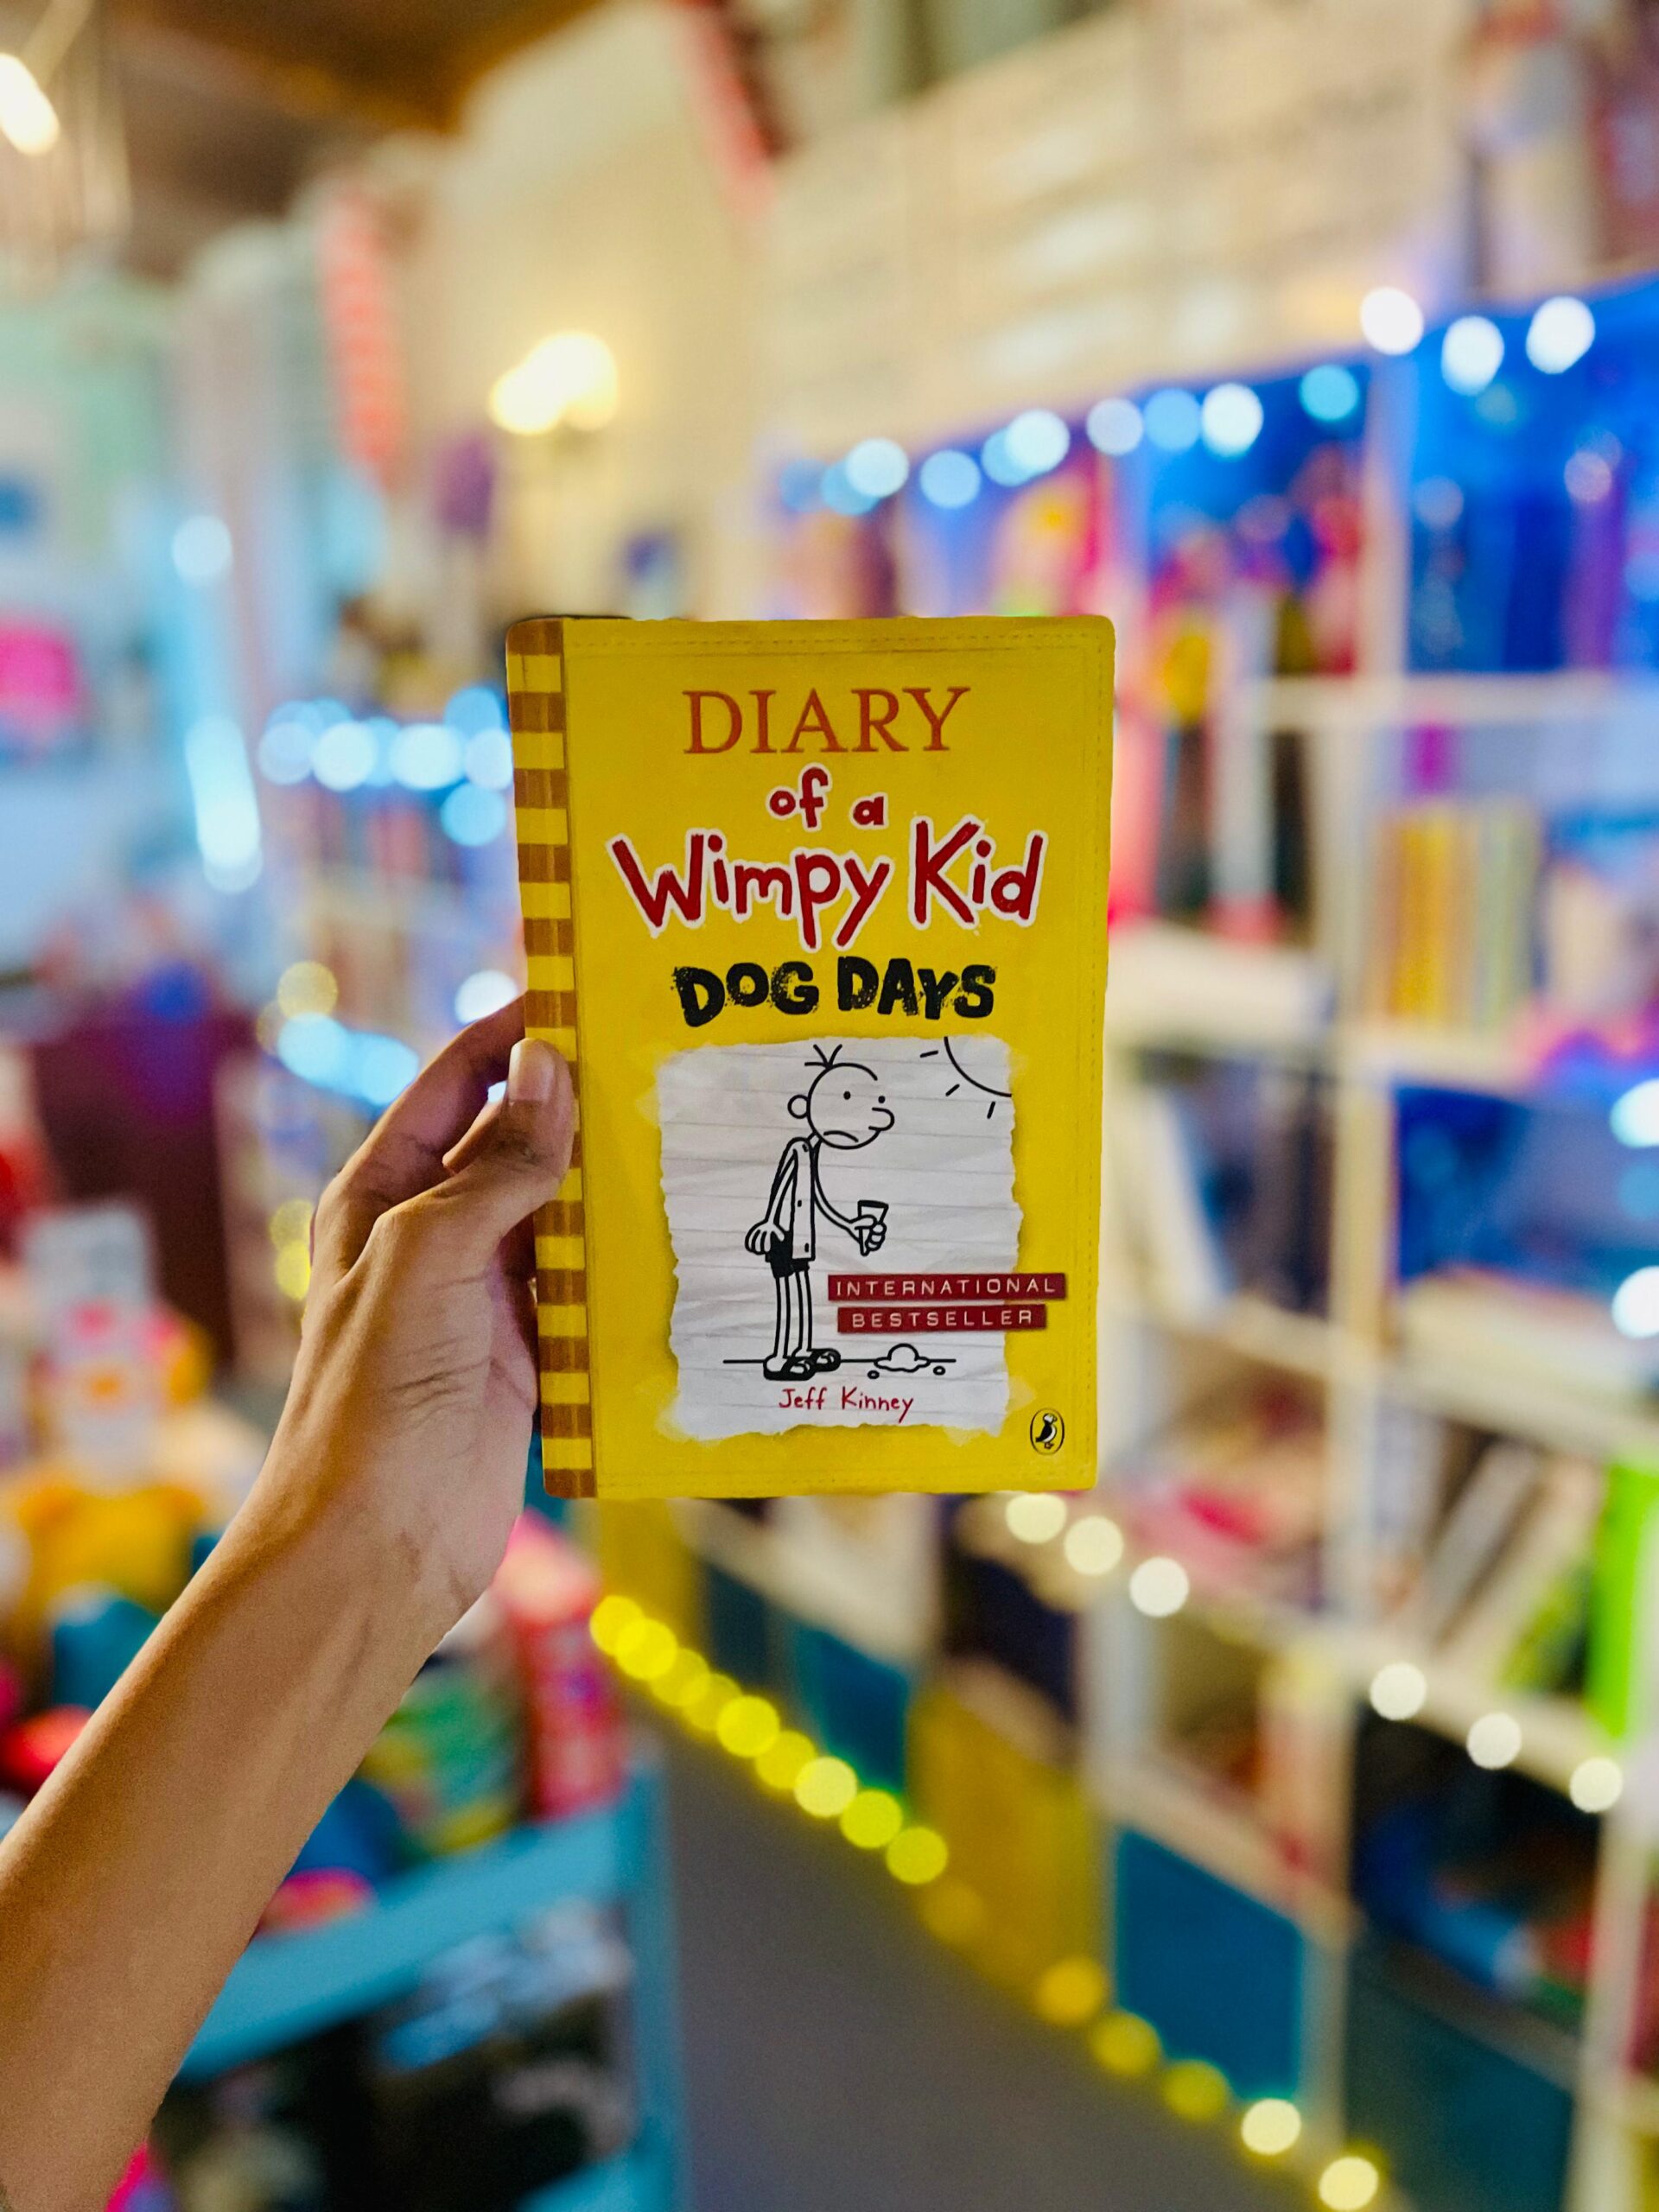 DIARY
of a
Wimpy Kid
DOG DAYS
INTERNATIONAL
BESTSELLER
Jeff Kinney